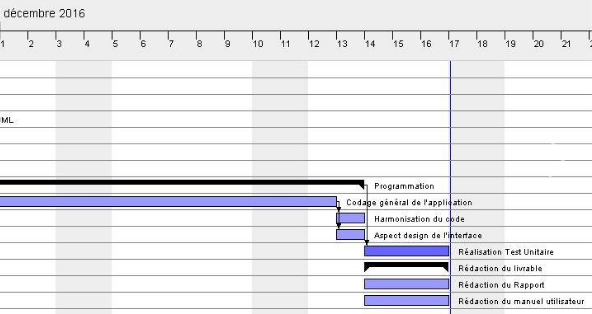 décembre 2016
1 2 3 4 5 6 7 8 9 10 11 12 13 14 15 16 17 18 19 20 21 2
ML
Programmation
Codage général de l'application
Harmonisation du code
Aspect design de l'interface
Réalisation Test Unitaire
Rédaction du livrable
Rédaction du Rapport
Rédaction du manuel utilisateur